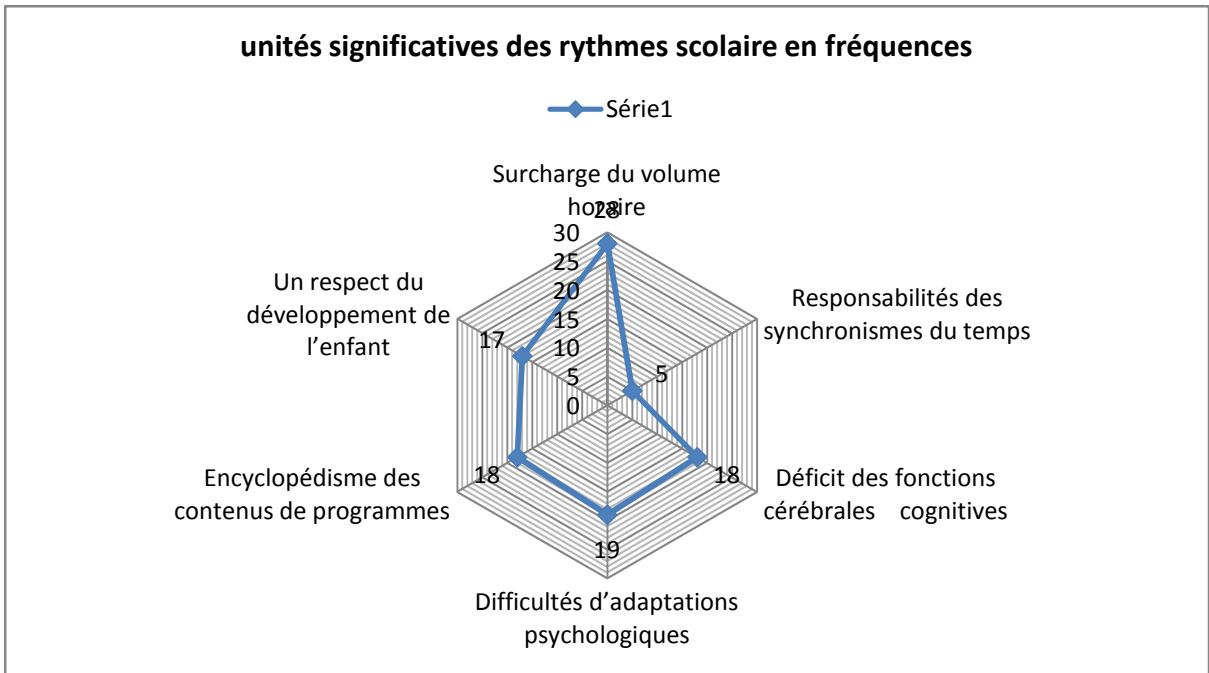 unités significatives des rythmes scolaire en fréquences
Série1
Surcharge du volume
horaire
28
30
25
20
15
10
5
0
Responsabilités des
synchronismes du temps
5
Déficit des fonctions
cérébrales cognitives
18
19
Difficultés d’adaptations
psychologiques
Encyclopédisme des
contenus de programmes
18
Un respect du
développement de
l’enfant
17